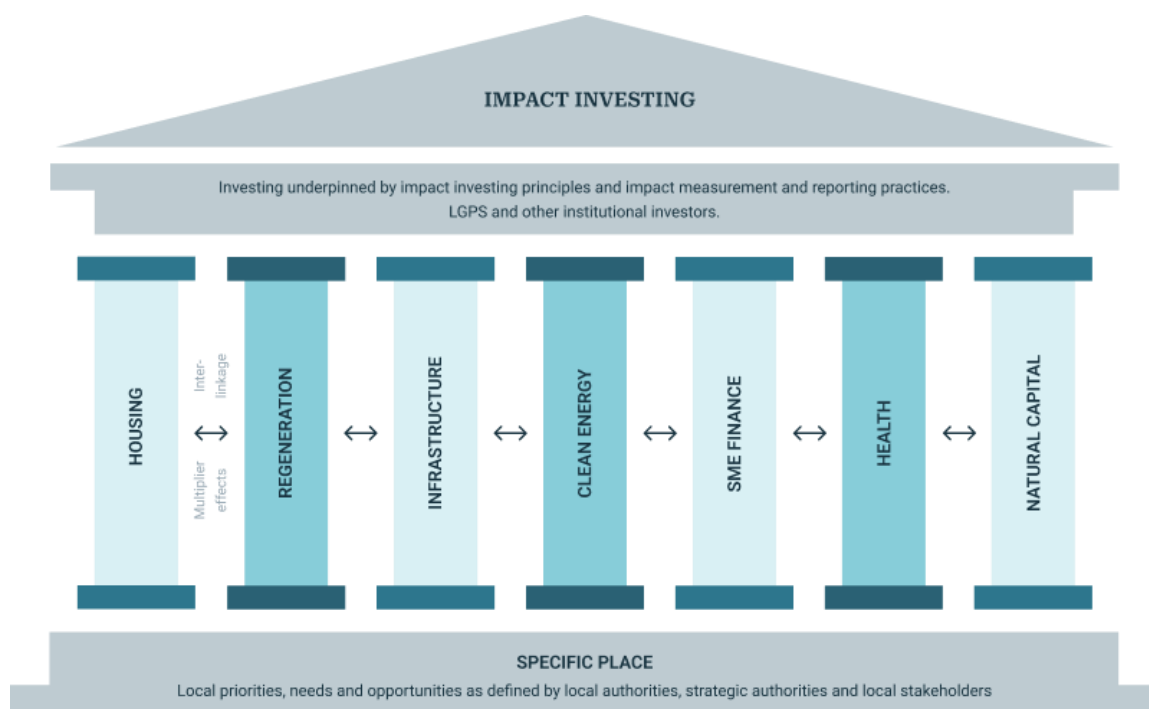 IMPACT INVESTING
Investing underpinned by impact investing principles and impact measurement and reporting practices.
LGPS and other institutional investors.
HOUSING
Inter-
linkage
Multiplier
effects
REGENERATION
INFRASTRUCTURE
CLEAN ENERGY
SME FINANCE
HEALTH
NATURAL CAPITAL
SPECIFIC PLACE
Local priorities, needs and opportunities as defined by local authorities, strategic authorities and local stakeholders